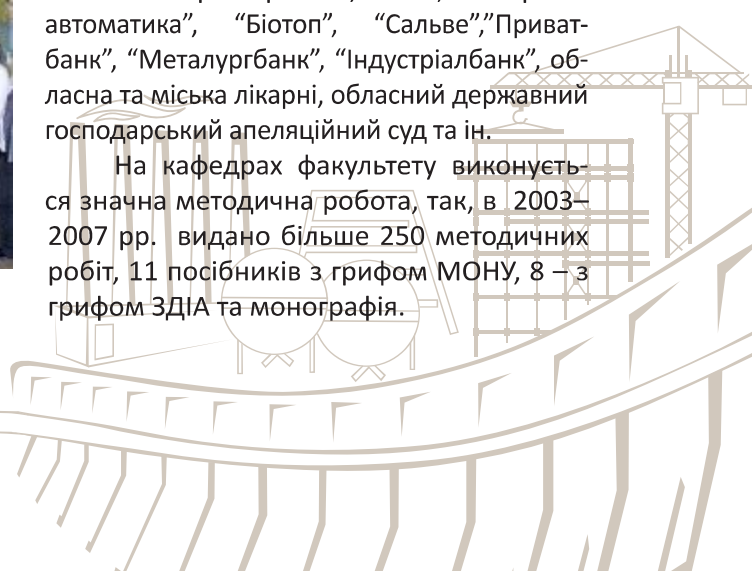 автоматика”, “Біотоп”, “Сальве”,”Приват-
банк”, “Металургбанк”, “Індустріалбанк”, об-
ласна та міська лікарні, обласний державний
господарський апеляційний суд та ін.
На кафедрах факультету виконуєть-
ся значна методична робота, так, в 2003–
2007 рр. видано більше 250 методичних
робіт, 11 посібників з грифом МОНУ, 8 – з
грифом ЗДІА та монографія.